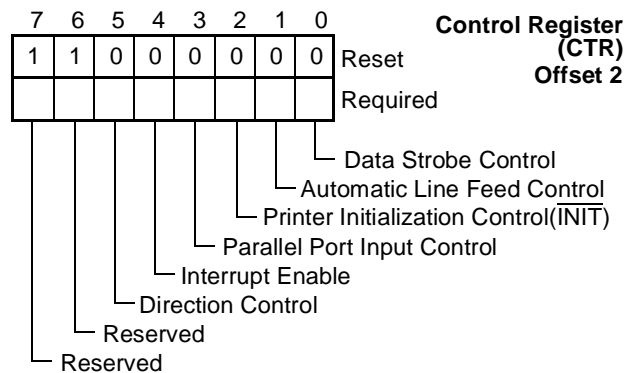 7 6 5 4 3 2 1 0
Control Register
(CTR)
Offset 2
1 1 0 0 0 0 0 0 Reset
Required
Data Strobe Control
Automatic Line Feed Control
Printer Initialization Control(INIT)
Parallel Port Input Control
Interrupt Enable
Direction Control
Reserved
Reserved